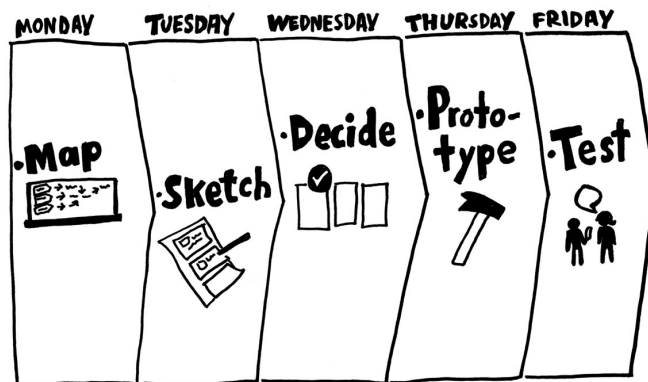 MONDAY
TUESDAY
WEDNESDAY
THURSDAY
FRIDAY
·Map
·Sketch
·Decide
·Proto-
type
·Test